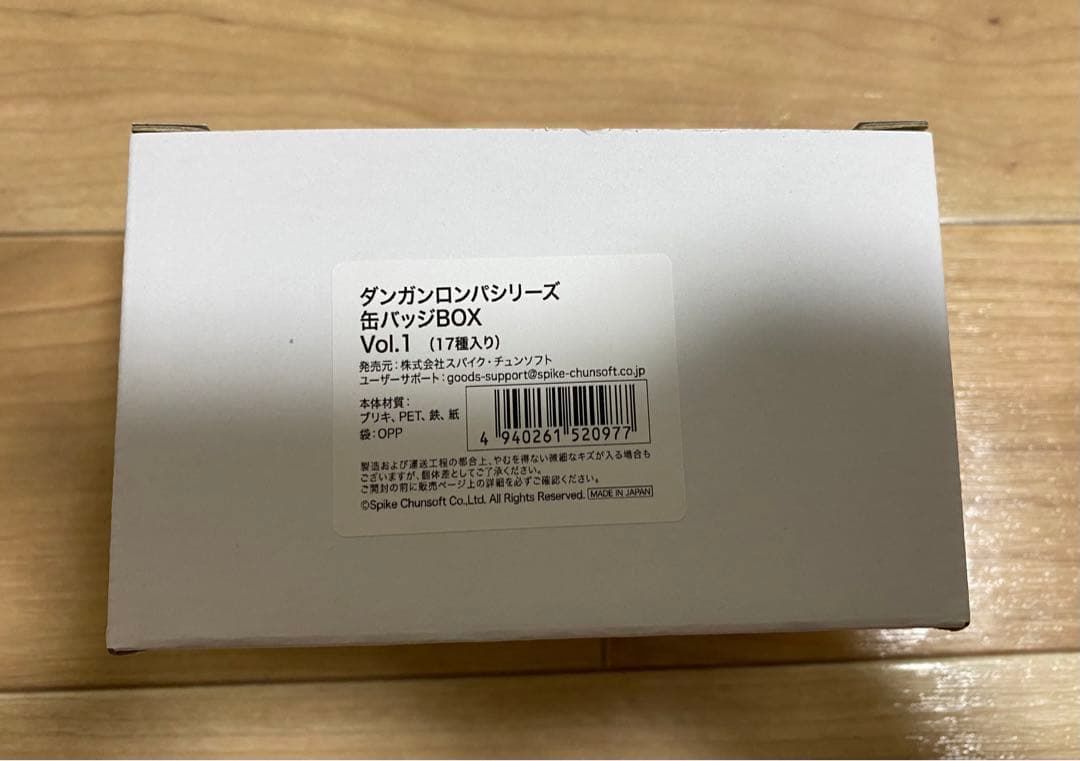 ダンガンロンパシリーズ
缶バッジBOX
Vol.1 （17種入り）
発売元：株式会社スパイク・チュンソフト
ユーザーサポート：goods-support@spike-chunsoft.co.jp
本体材質：
ブリキ、PET、鉄、紙
袋：OPP
4 940261 520977
製造および運送工程の都合上、やむを得ない微細なキズが入る場合も
ございますが、個体差としてご了承ください。
ご開封の前に販売ページ上の詳細を必ずご確認ください。
©Spike Chunsoft Co.,Ltd. All Rights Reserved. MADE IN JAPAN